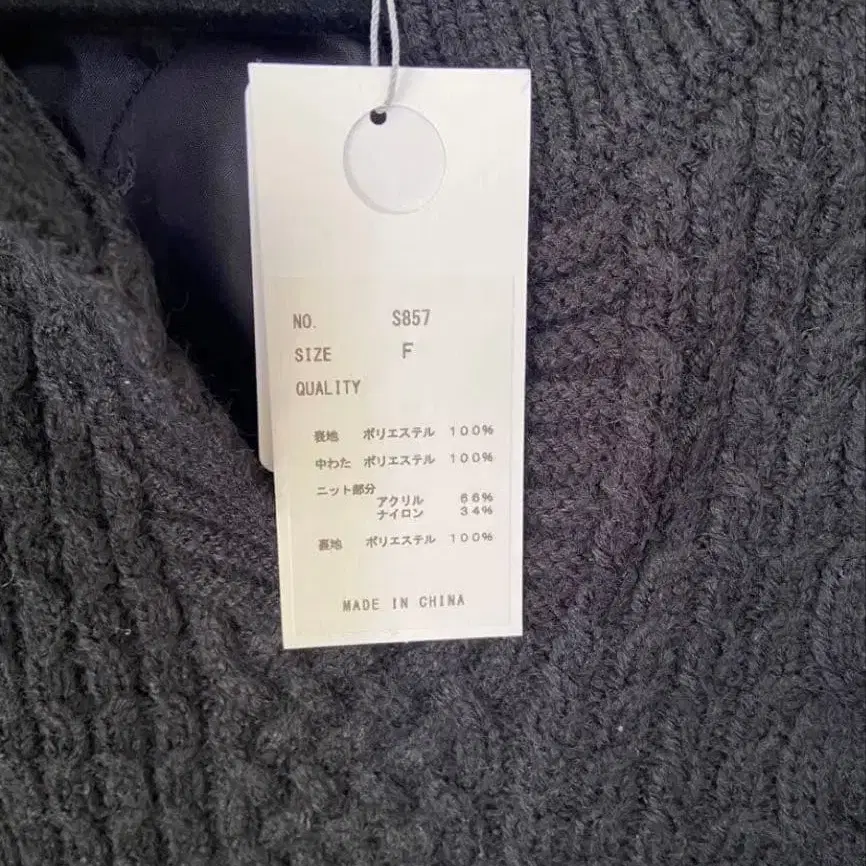 NO. S857
SIZE F
QUALITY
表地 ポリエステル 100%
中わた ポリエステル 100%
ニット部分
アクリル 66%
ナイロン 34%
裏地 ポリエステル 100%
MADE IN CHINA